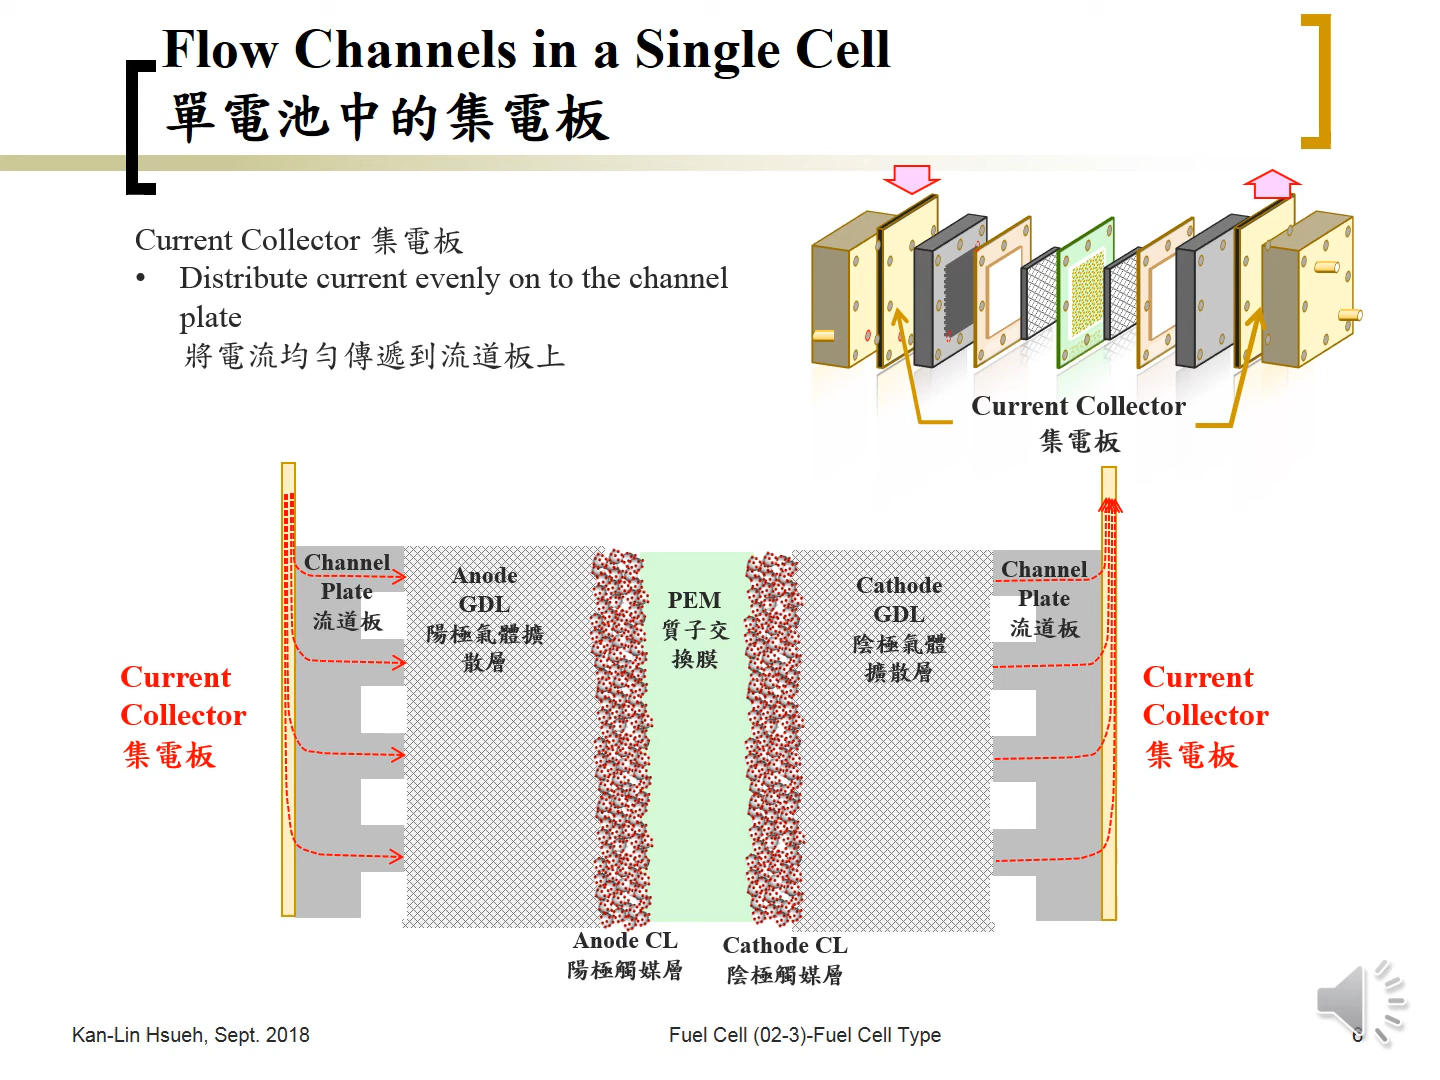 Flow Channels in a Single Cell
單電池中的集電板
Current Collector 集電板
• Distribute current evenly on to the channel
plate
將電流均勻傳遞到流道板上
Current Collector
集電板
Channel
Plate
流道板
Anode
GDL
陽極氣體擴
散層
PEM
質子交
換膜
Cathode
GDL
陰極氣體
擴散層
Channel
Plate
流道板
Current
Collector
集電板
Current
Collector
集電板
Anode CL
陽極觸媒層
Cathode CL
陰極觸媒層
Kan-Lin Hsueh, Sept. 2018
Fuel Cell (02-3)-Fuel Cell Type
6